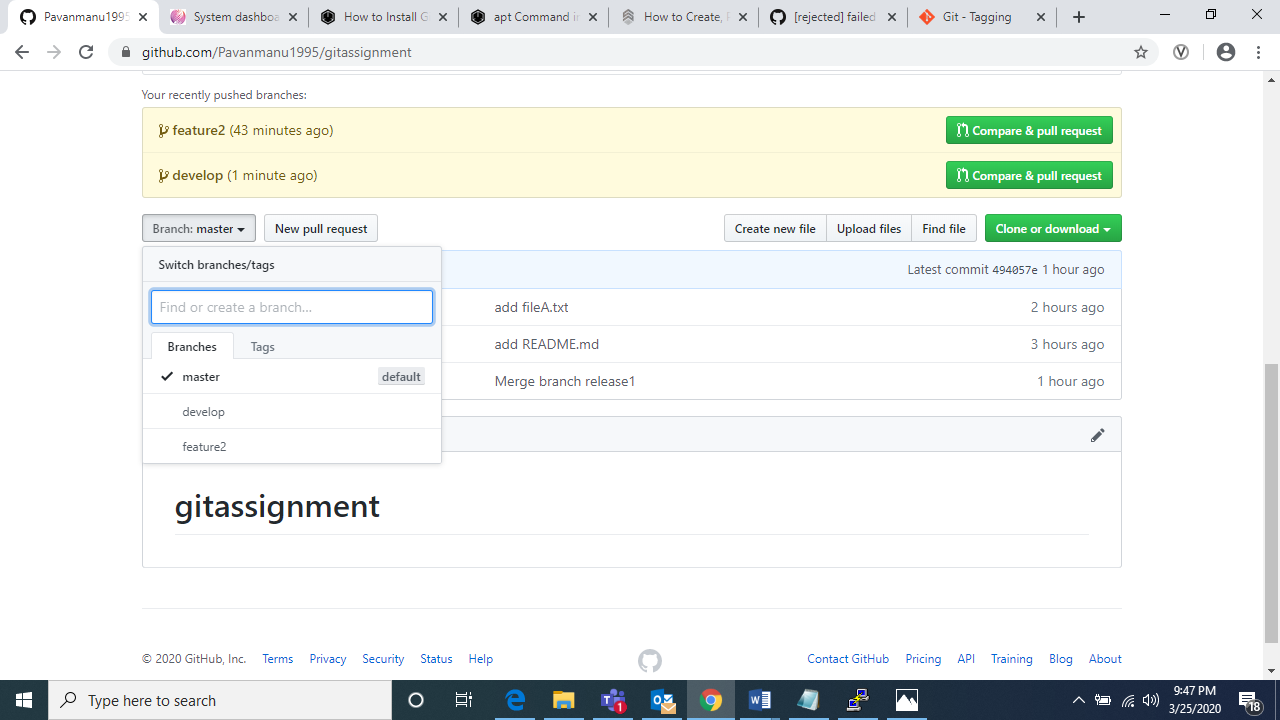 Pavanmanu1995
System dashboa
How to Install G
apt Command in
How to Create, R
[rejected] failed
Git - Tagging
github.com/Pavanmanu1995/gitassignment
Your recently pushed branches:
feature2 (43 minutes ago)
Compare & pull request
develop (1 minute ago)
Compare & pull request
Branch: master
New pull request
Create new file
Upload files
Find file
Clone or download
Switch branches/tags
Latest commit 494057e 1 hour ago
Find or create a branch...
add fileA.txt
2 hours ago
Branches
Tags
add README.md
3 hours ago
master
default
Merge branch release1
1 hour ago
develop
feature2
gitassignment
© 2020 GitHub, Inc.
Terms
Privacy
Security
Status
Help
Contact GitHub
Pricing
API
Training
Blog
About
Type here to search
1
9:47 PM
3/25/2020
18